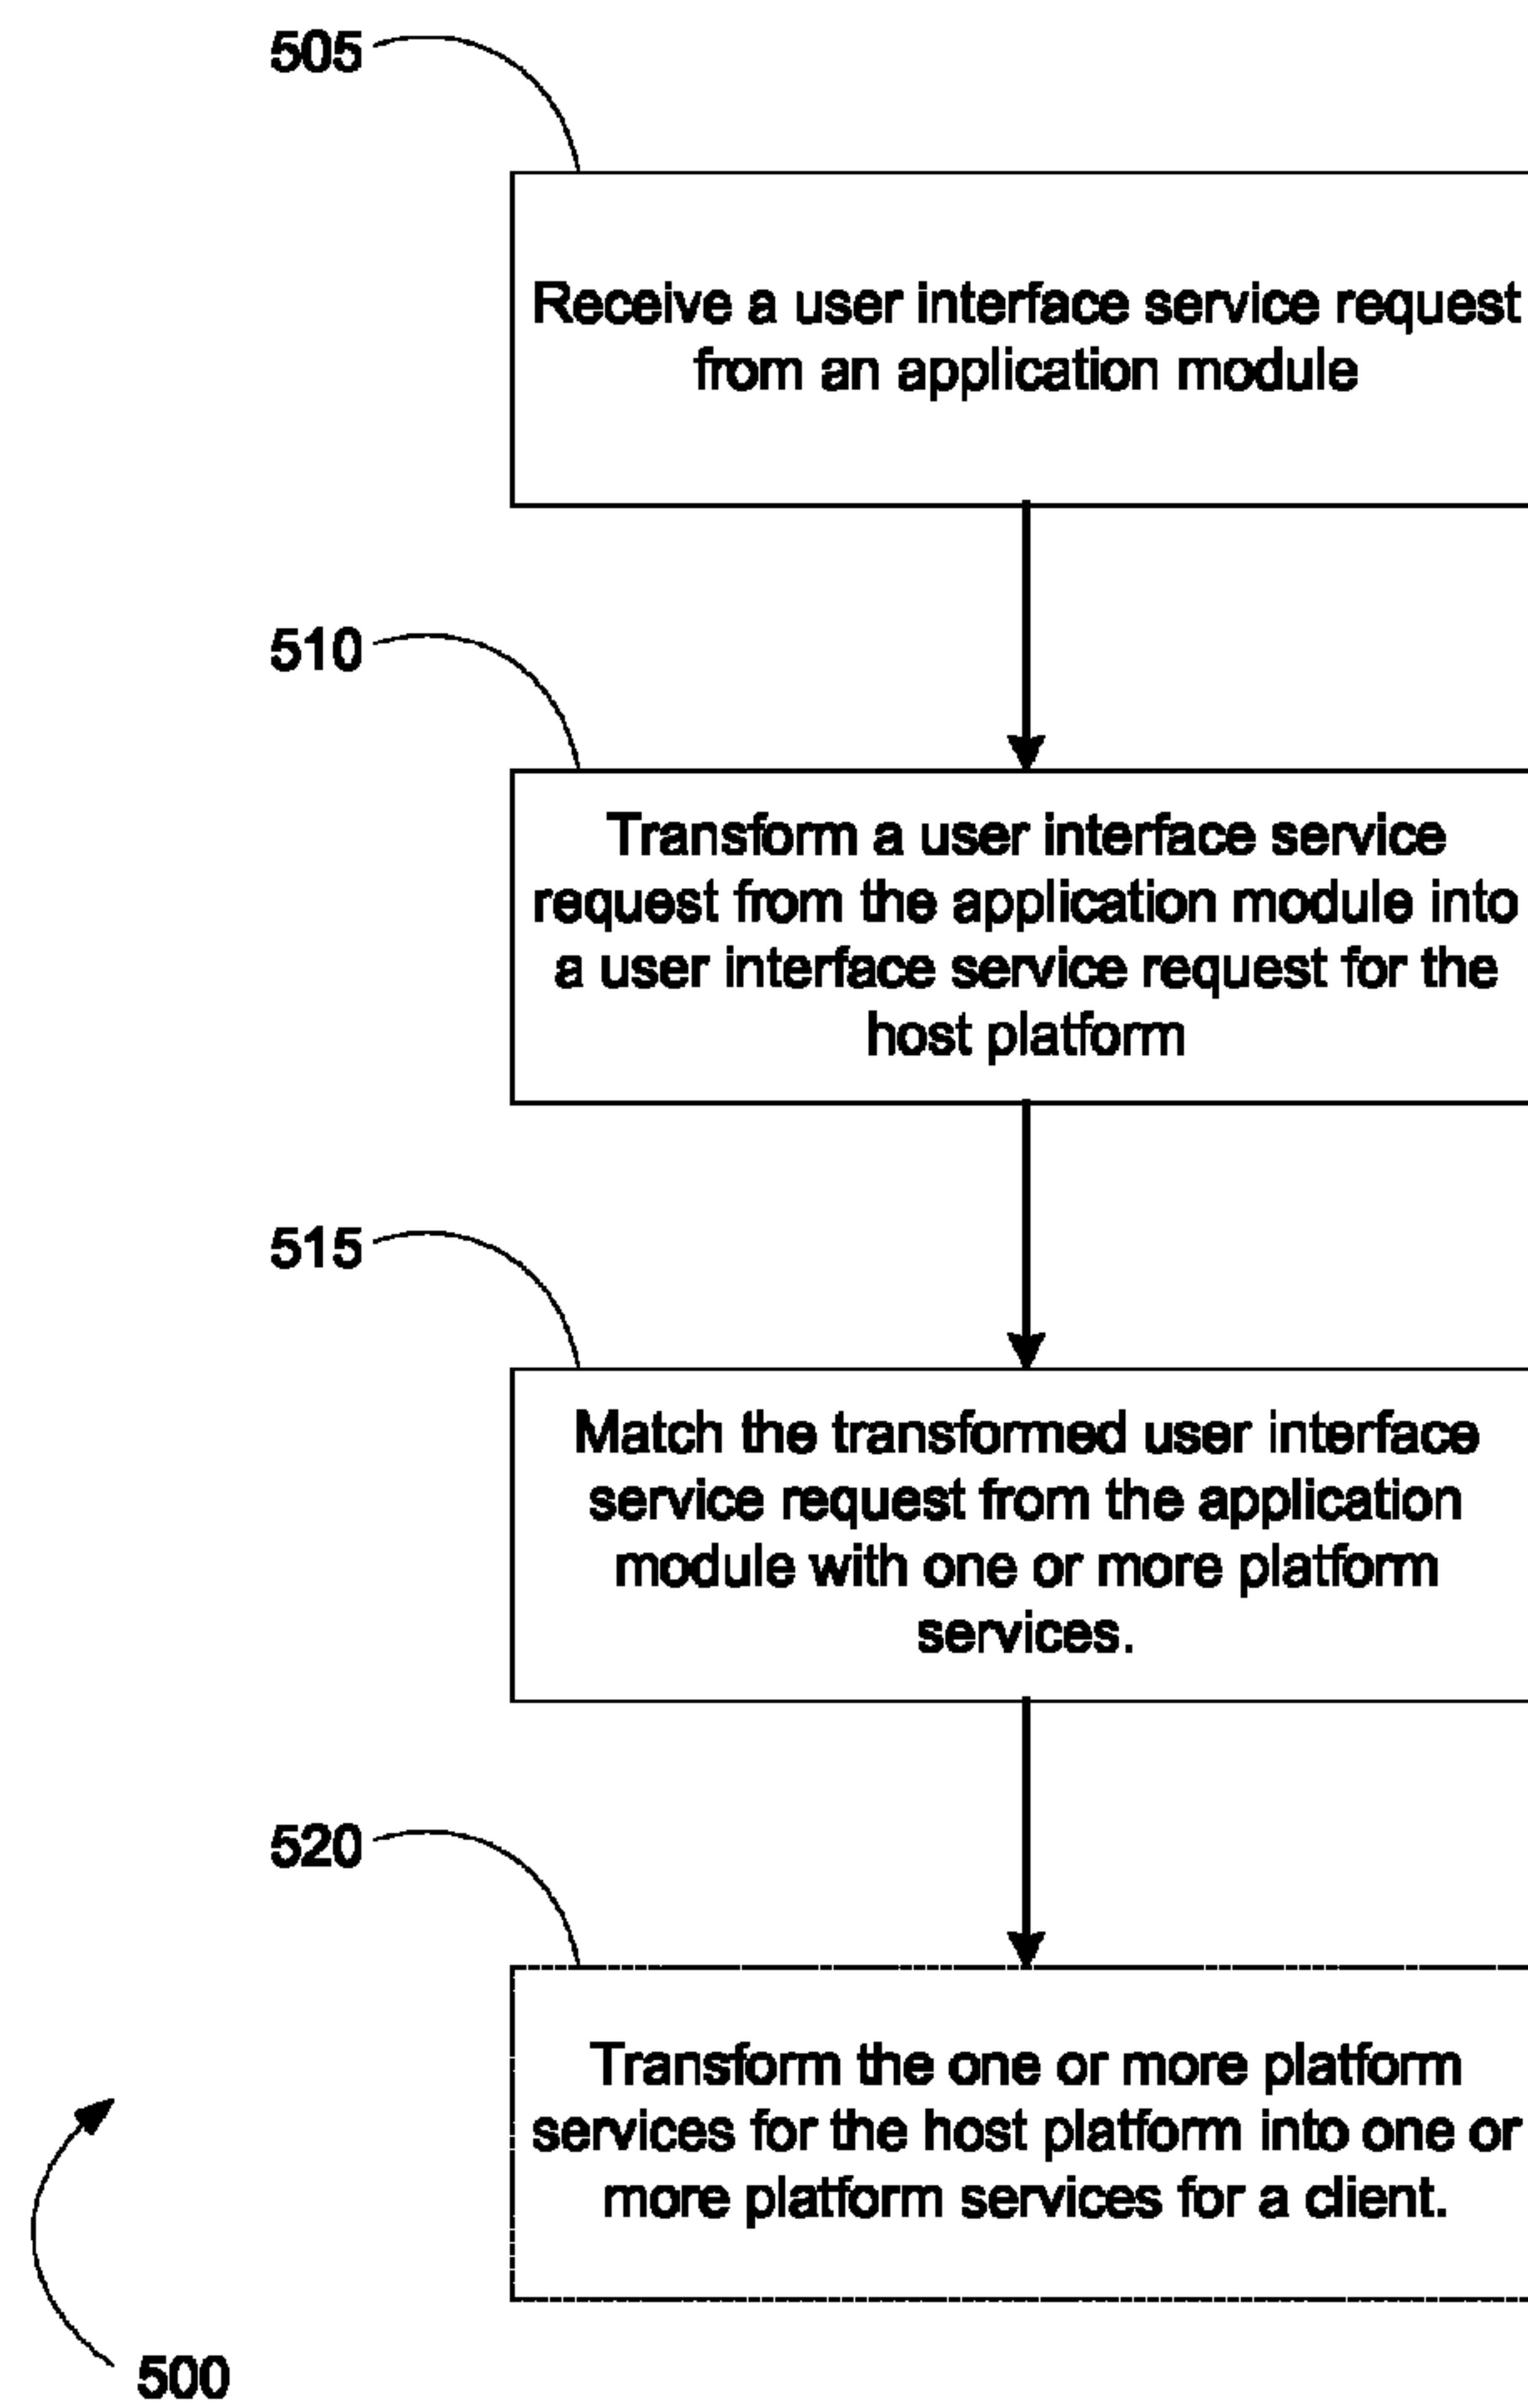 505
Receive a user interface service request
from an application module
510
Transform a user interface service
request from the application module into
a user interface service request for the
host platform
515
Match the transformed user interface
service request from the application
module with one or more platform
services.
520
Transform the one or more platform
services for the host platform into one or
more platform services for a client.
500